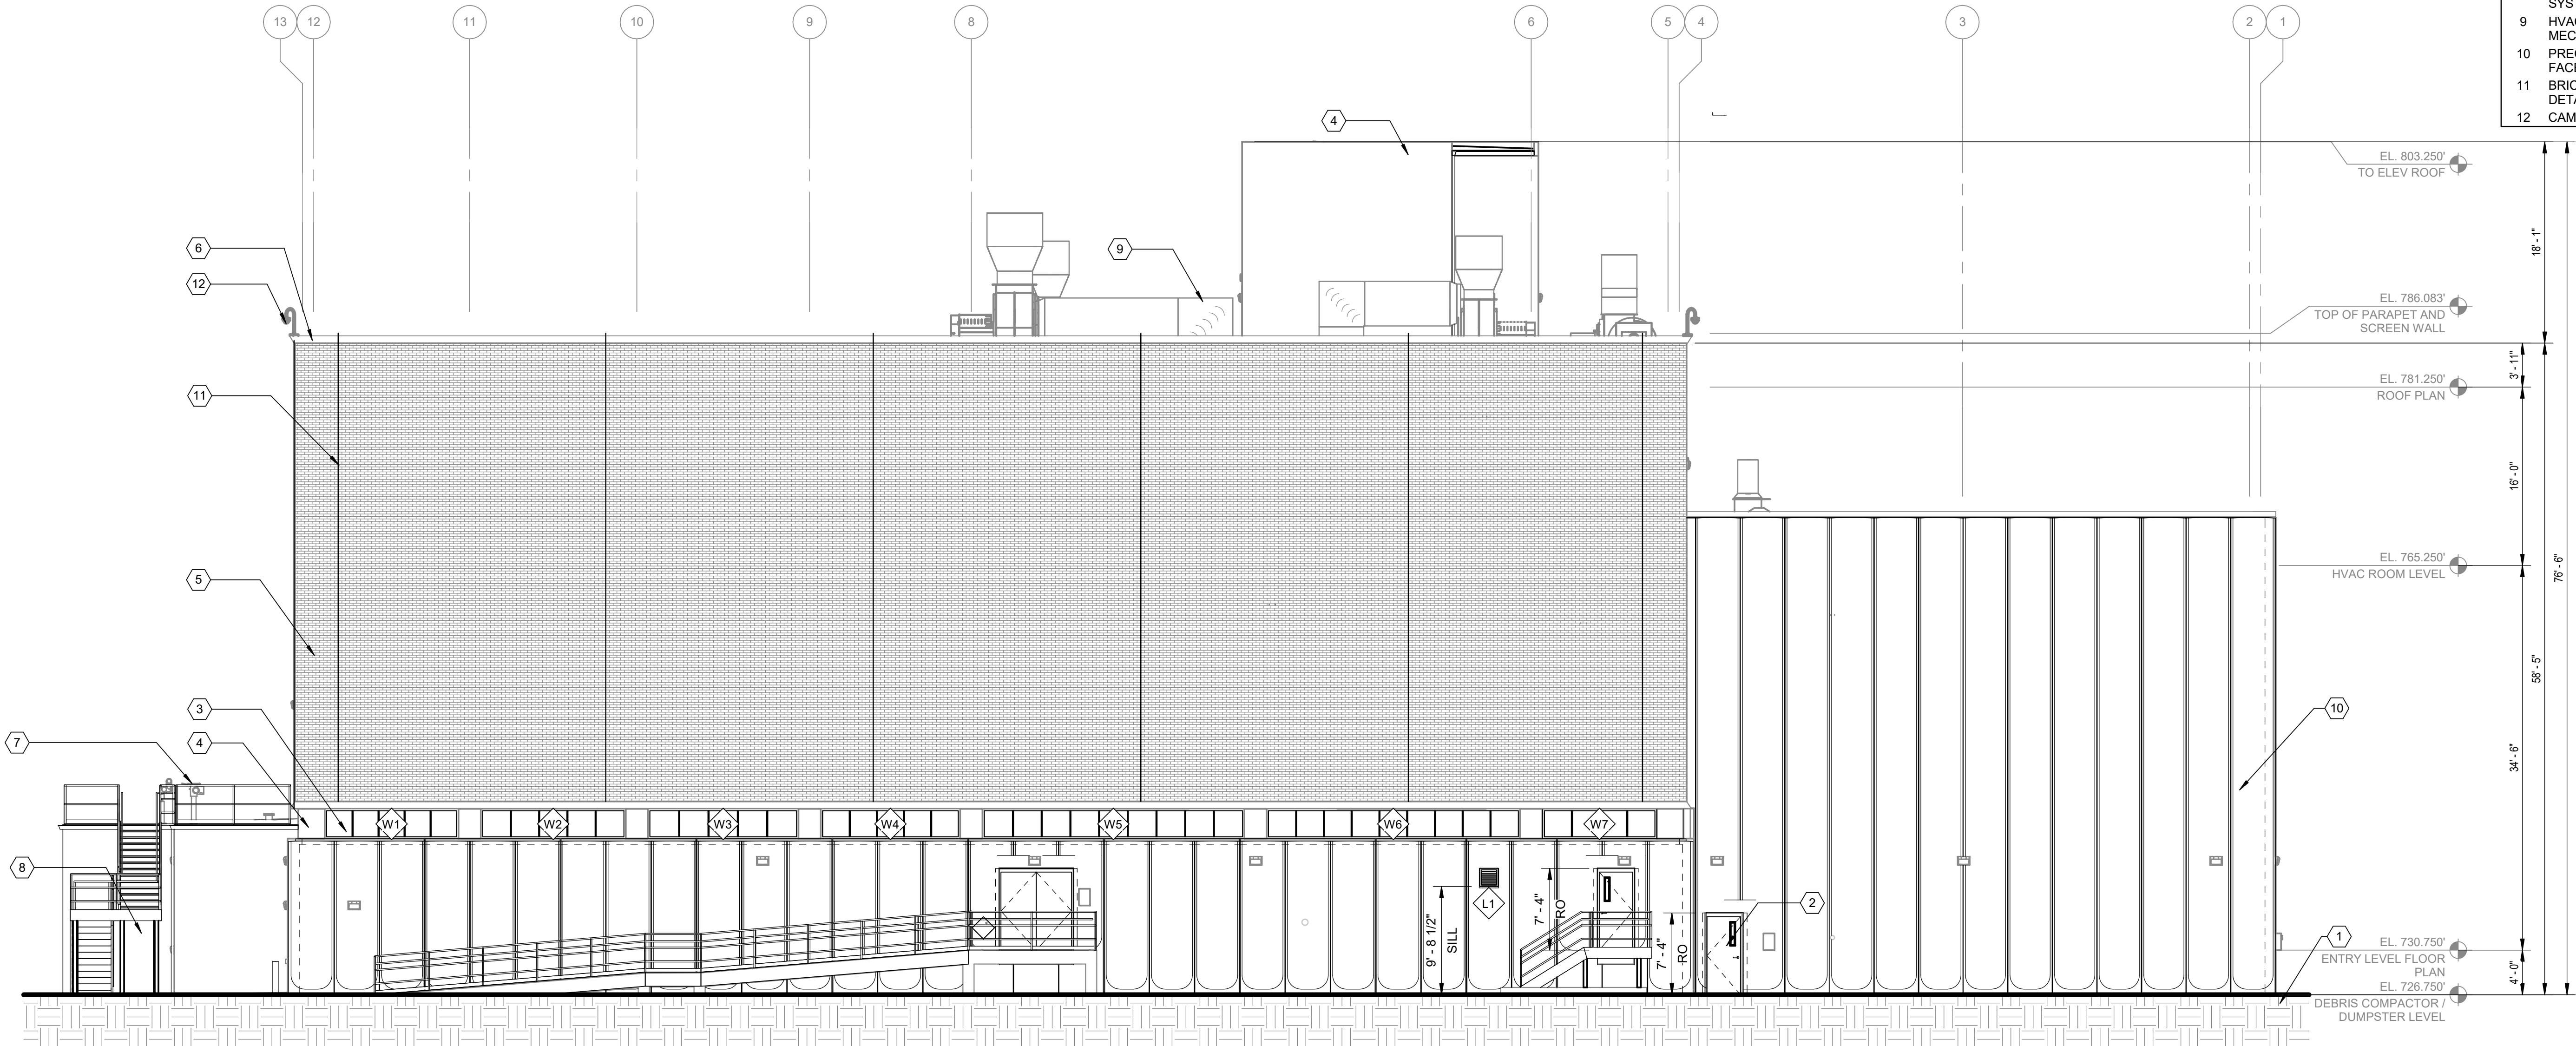 13
12
11
10
9
8
6
5
4
3
2
1
SYS
9 HVA
MEC
10 PRE
FAC
11 BRIC
DETA
12 CAM
4
EL. 803.250'
TO ELEV ROOF
6
9
18' - 1"
12
EL. 786.083'
TOP OF PARAPET AND
SCREEN WALL
3' - 11"
EL. 781.250'
ROOF PLAN
11
16' - 0"
EL. 765.250'
HVAC ROOM LEVEL
76' - 6"
5
58' - 5"
3
10
7
4
34' - 6"
W1
W2
W3
W4
W5
W6
W7
8
L1
9' - 8 1/2"
SILL
7' - 4"
RO
7' - 4"
RO
2
1
EL. 730.750'
ENTRY LEVEL FLOOR
PLAN
4' - 0"
EL. 726.750'
DEBRIS COMPACTOR /
DUMPSTER LEVEL